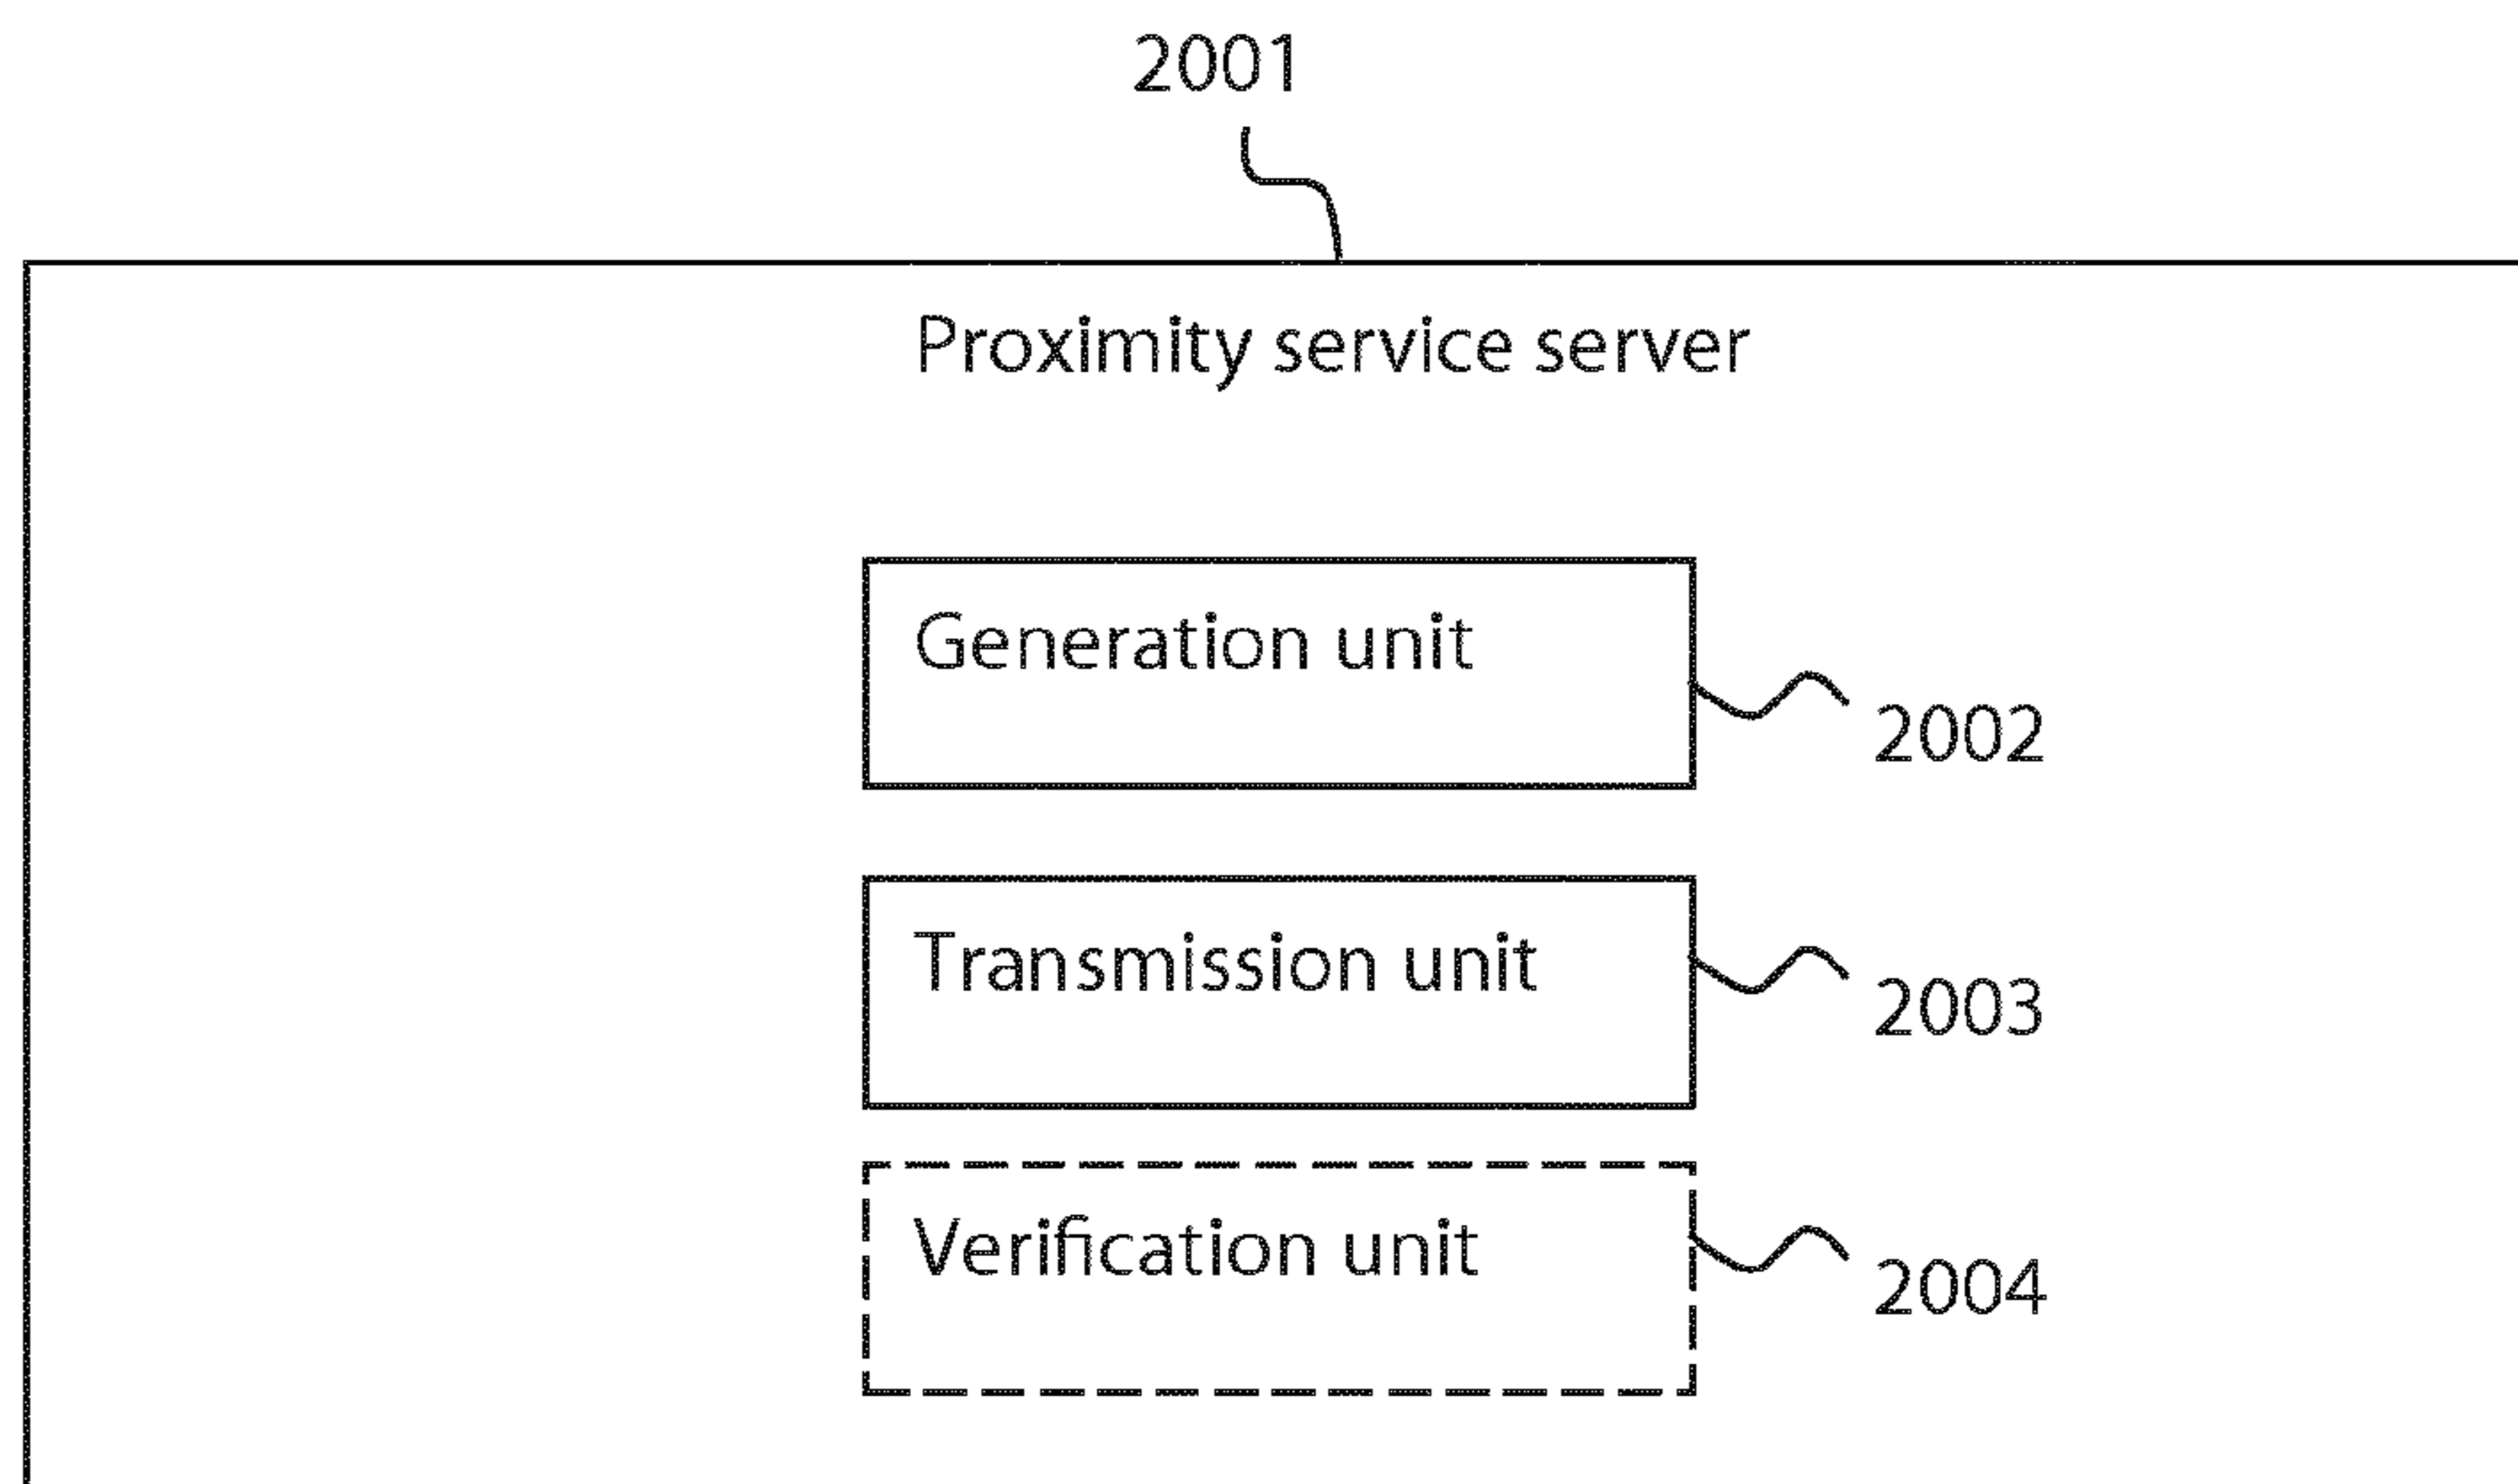 2001
Proximity service server
Generation unit
2002
Transmission unit
2003
Verification unit
2004